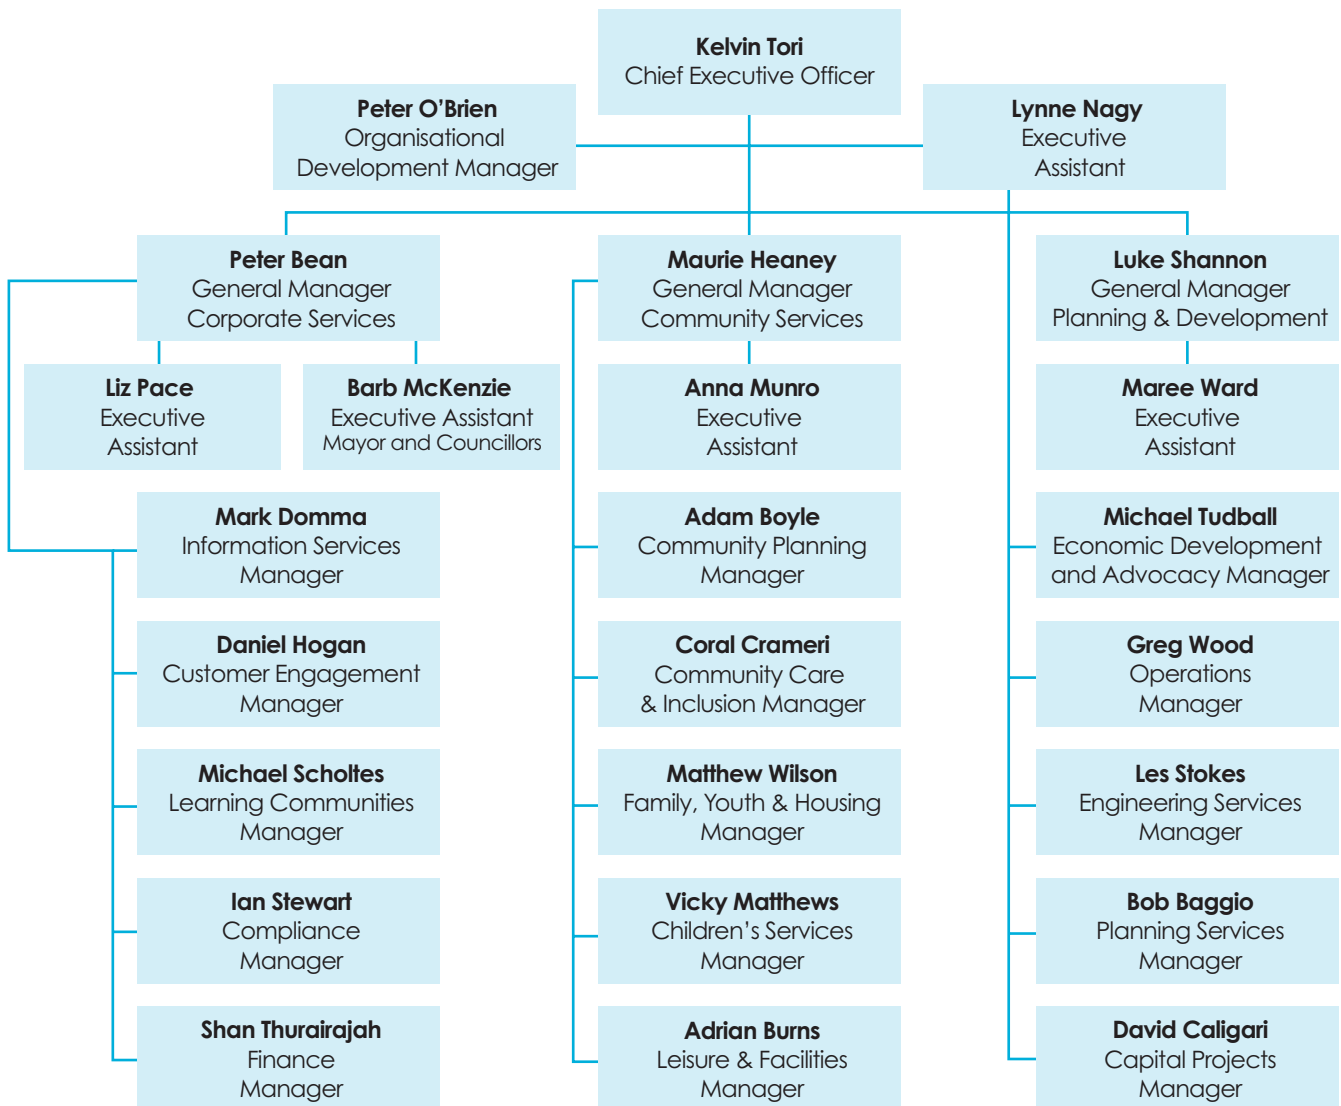 Kelvin Tori
Chief Executive Officer
Peter O’Brien
Organisational
Development Manager
Lynne Nagy
Executive
Assistant
Peter Bean
General Manager
Corporate Services
Maurie Heaney
General Manager
Community Services
Luke Shannon
General Manager
Planning & Development
Liz Pace
Executive
Assistant
Barb McKenzie
Executive Assistant
Mayor and Councillors
Anna Munro
Executive
Assistant
Maree Ward
Executive
Assistant
Mark Domma
Information Services
Manager
Adam Boyle
Community Planning
Manager
Michael Tudball
Economic Development
and Advocacy Manager
Daniel Hogan
Customer Engagement
Manager
Coral Crameri
Community Care
& Inclusion Manager
Greg Wood
Operations
Manager
Michael Scholtes
Learning Communities
Manager
Matthew Wilson
Family, Youth & Housing
Manager
Les Stokes
Engineering Services
Manager
Ian Stewart
Compliance
Manager
Vicky Matthews
Children’s Services
Manager
Bob Baggio
Planning Services
Manager
Shan Thurairajah
Finance
Manager
Adrian Burns
Leisure & Facilities
Manager
David Caligari
Capital Projects
Manager